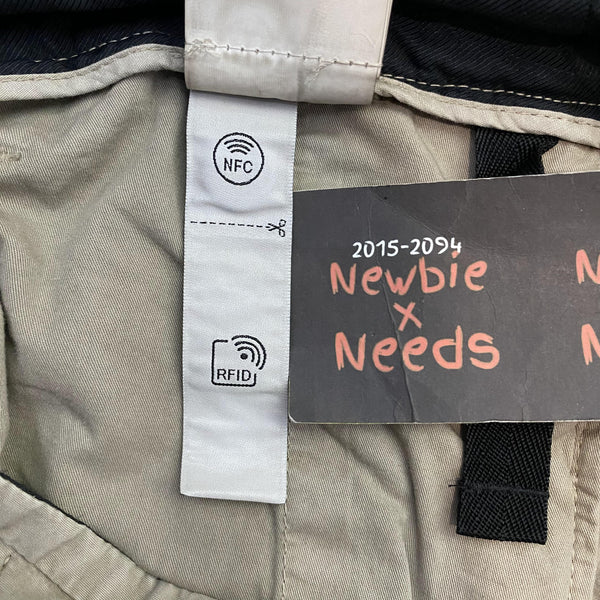 NFC
RFID
2015-2094
Newbie
x
Needs
N
N